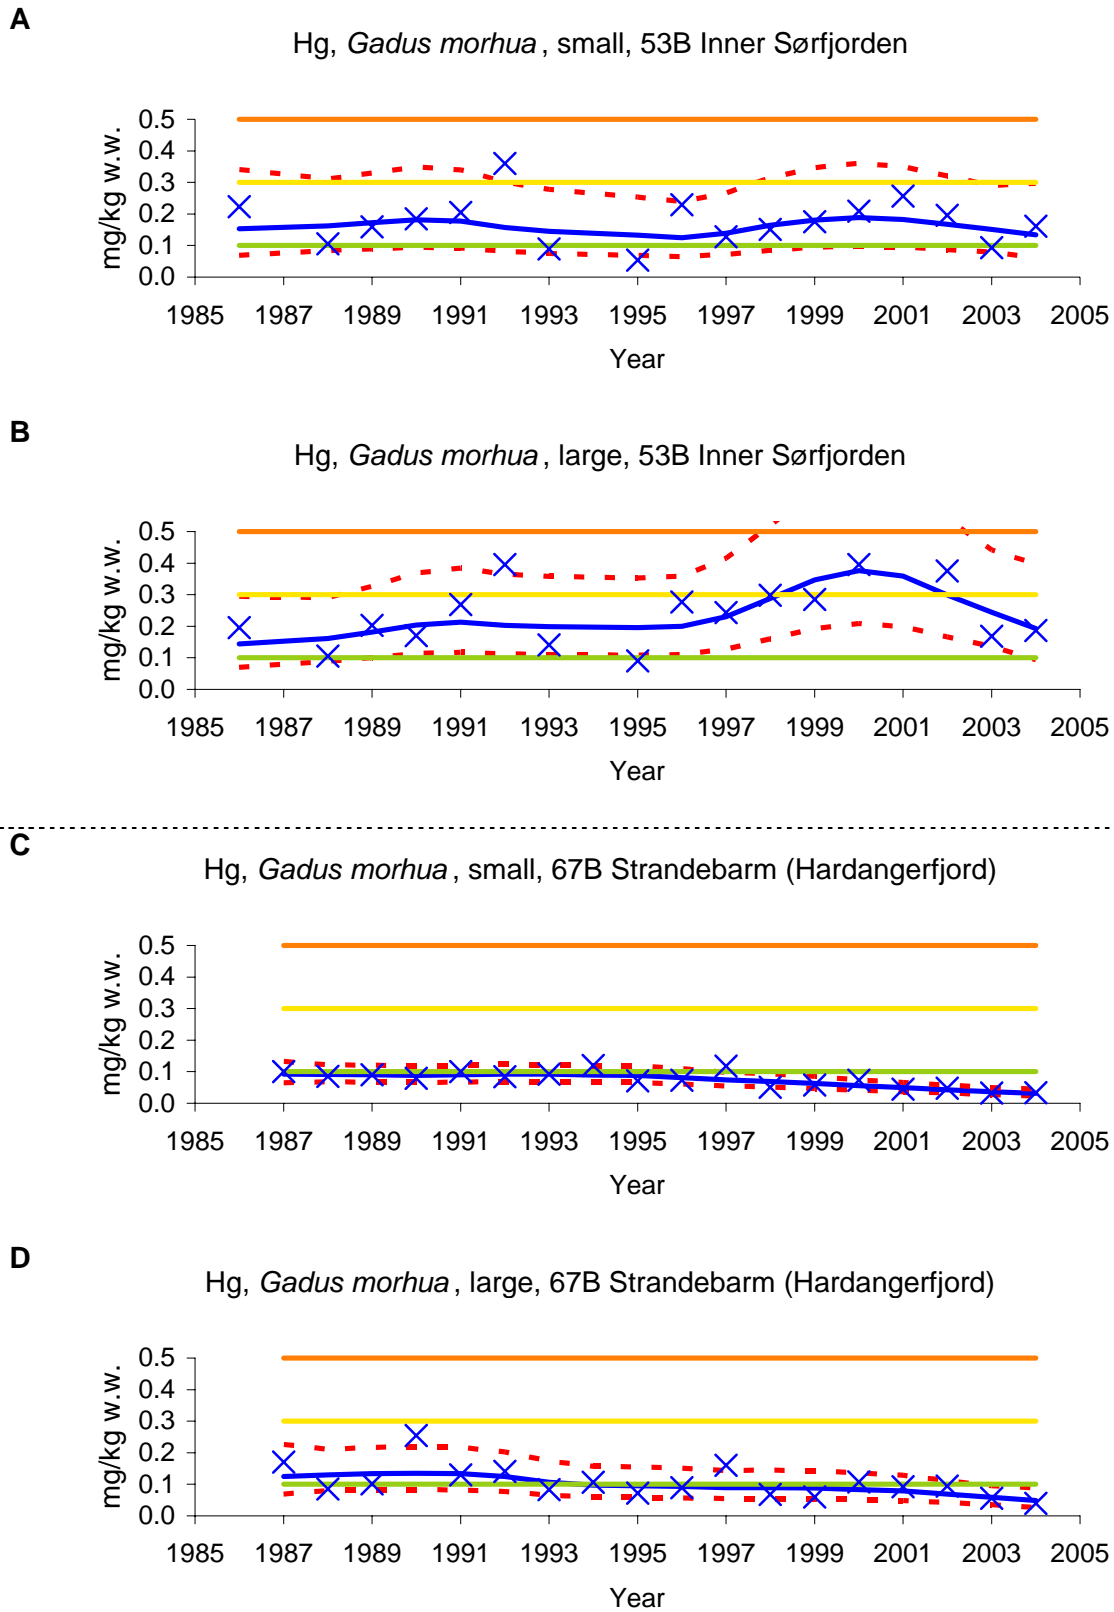 A
Hg, Gadus morhua, small, 53B Inner Sørfjorden
mg/kg w.w.
0.5
0.4
0.3
0.2
0.1
0.0
1985 1987 1989 1991 1993 1995 1997 1999 2001 2003 2005
Year
B
Hg, Gadus morhua, large, 53B Inner Sørfjorden
mg/kg w.w.
0.5
0.4
0.3
0.2
0.1
0.0
1985 1987 1989 1991 1993 1995 1997 1999 2001 2003 2005
Year
C
Hg, Gadus morhua, small, 67B Strandebarm (Hardangerfjord)
mg/kg w.w.
0.5
0.4
0.3
0.2
0.1
0.0
1985 1987 1989 1991 1993 1995 1997 1999 2001 2003 2005
Year
D
Hg, Gadus morhua, large, 67B Strandebarm (Hardangerfjord)
mg/kg w.w.
0.5
0.4
0.3
0.2
0.1
0.0
1985 1987 1989 1991 1993 1995 1997 1999 2001 2003 2005
Year